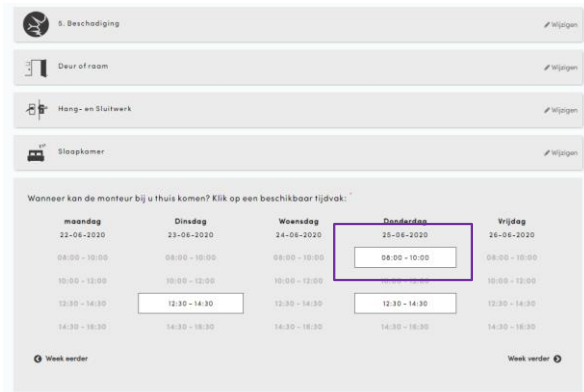 5. Beschadiging
Wijzigen
Deur of raam
Wijzigen
Hang- en Sluitwerk
Wijzigen
Slaapkamer
Wijzigen
Wanneer kan de monteur bij u thuis komen? Klik op een beschikbaar tijdvak: *
maandag Dinsdag Woensdag Donderdag Vrijdag
22-06-2020 23-06-2020 24-06-2020 25-06-2020 26-06-2020
08:00 - 10:00 08:00 - 10:00 08:00 - 10:00 08:00 - 10:00 08:00 - 10:00
10:00 - 12:00 10:00 - 12:00 10:00 - 12:00 10:00 - 12:00 10:00 - 12:00
12:30 - 14:30 12:30 - 14:30 12:30 - 14:30 12:30 - 14:30 12:30 - 14:30
14:30 - 16:30 14:30 - 16:30 14:30 - 16:30 14:30 - 16:30 14:30 - 16:30
Week eerder Week verder